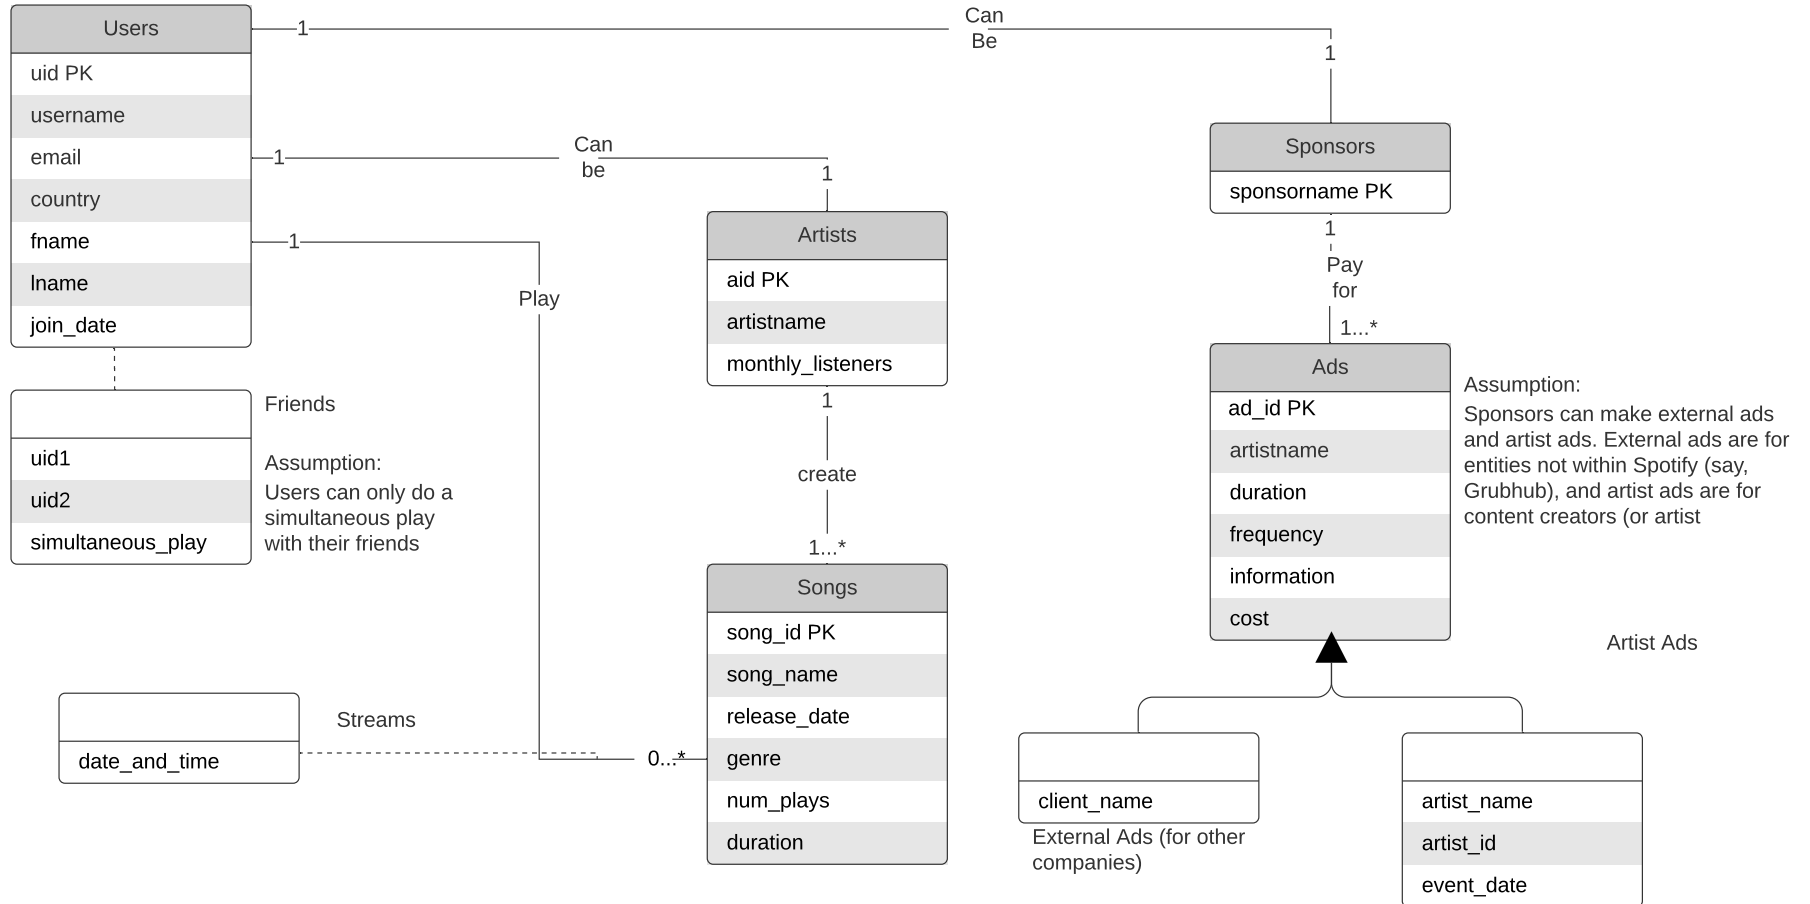 Users
uid PK
username
email
country
fname
lname
join_date
1
Can
Be
1
1
Can
be
1
1
Play
0...*
Friends
uid1
uid2
simultaneous_play
Assumption:
Users can only do a
simultaneous play
with their friends
Streams
date_and_time
Artists
aid PK
artistname
monthly_listeners
1
create
1...*
Songs
song_id PK
song_name
release_date
genre
num_plays
duration
Sponsors
sponsorname PK
1
Pay
for
1...*
Ads
ad_id PK
artistname
duration
frequency
information
cost
Assumption:
Sponsors can make external ads
and artist ads. External ads are for
entities not within Spotify (say,
Grubhub), and artist ads are for
content creators (or artist
client_name
External Ads (for other
companies)
Artist Ads
artist_name
artist_id
event_date